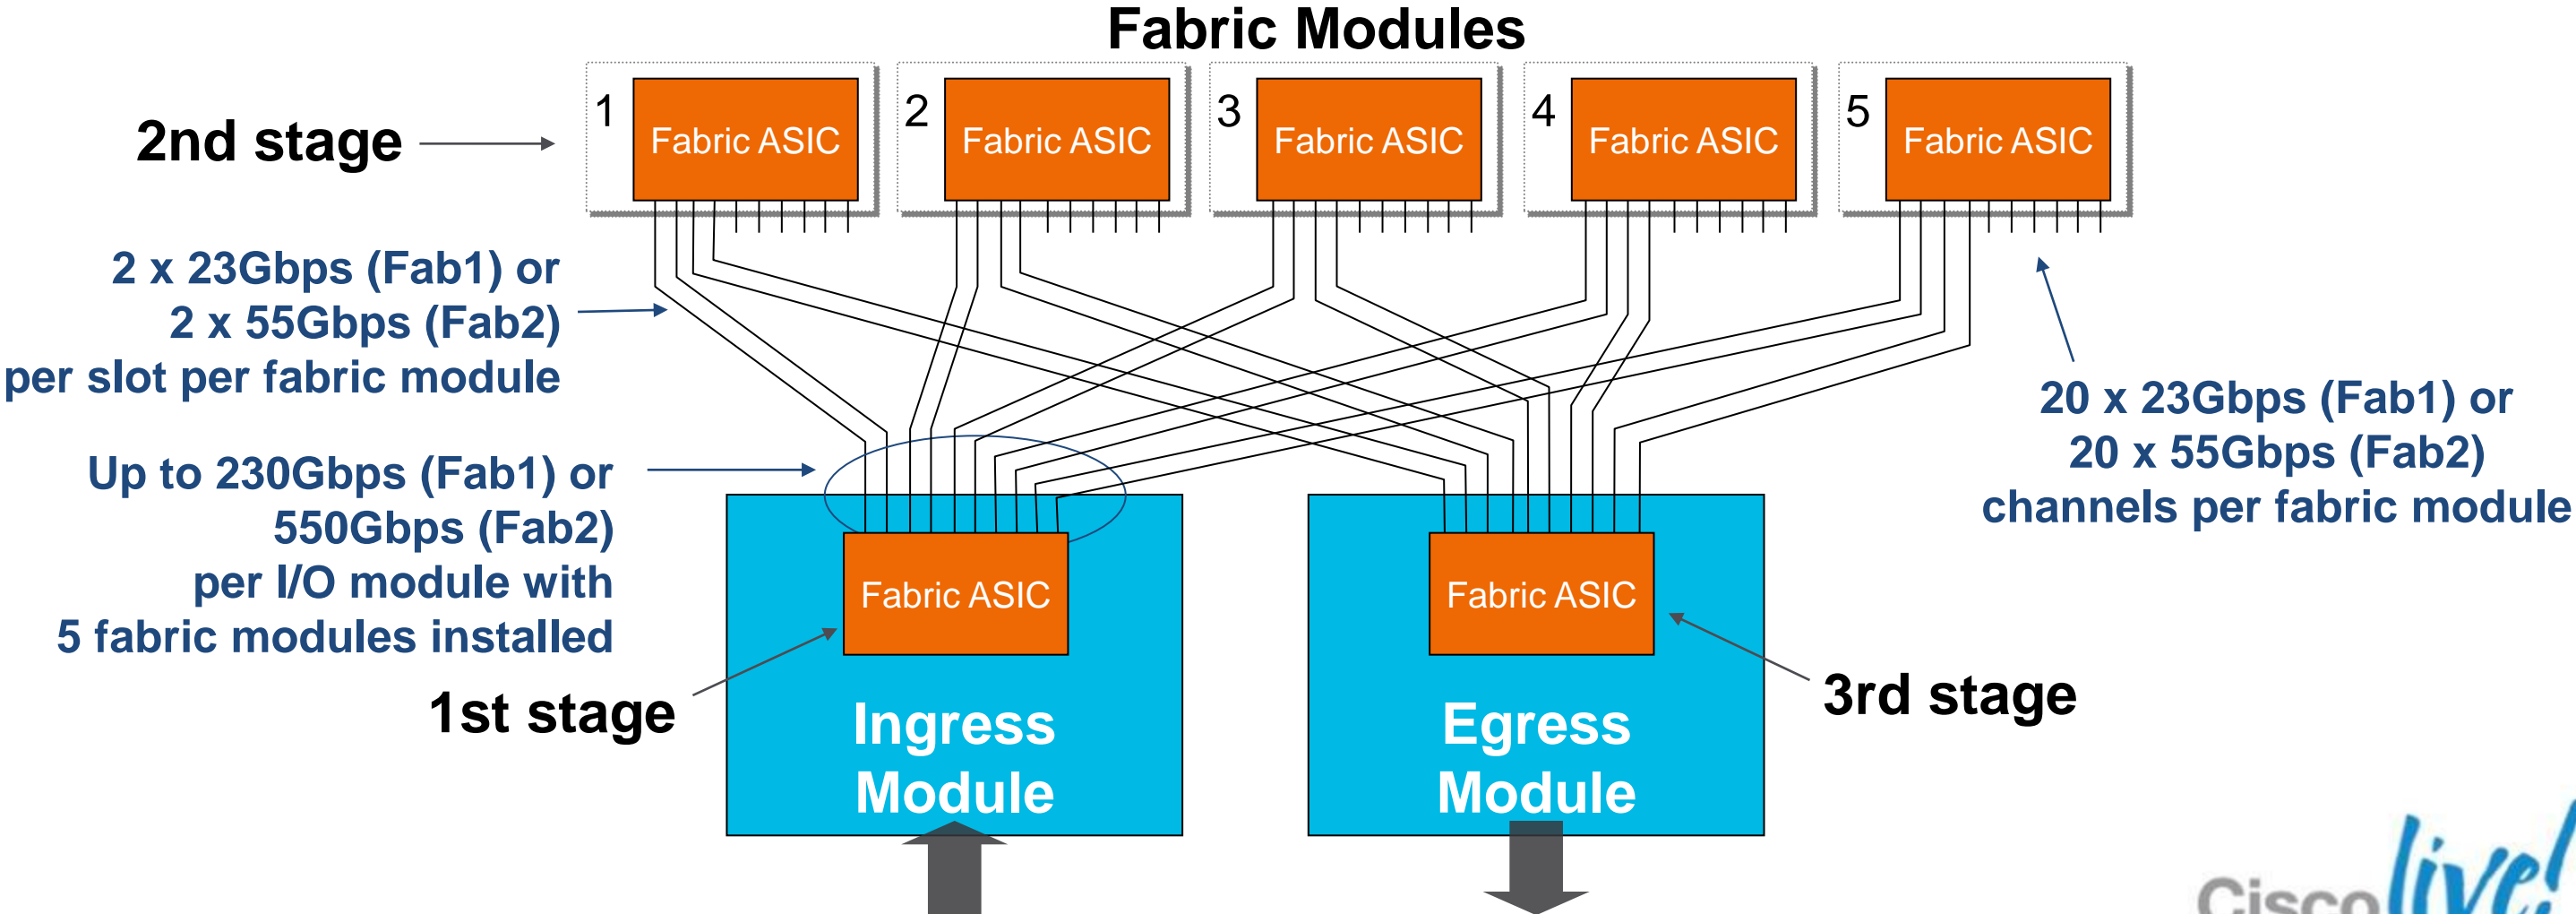 Fabric Modules
1
Fabric ASIC
2
Fabric ASIC
3
Fabric ASIC
4
Fabric ASIC
5
Fabric ASIC
2nd stage
2 x 23Gbps (Fab1) or
2 x 55Gbps (Fab2)
per slot per fabric module
20 x 23Gbps (Fab1) or
20 x 55Gbps (Fab2)
channels per fabric module
Up to 230Gbps (Fab1) or
550Gbps (Fab2)
per I/O module with
5 fabric modules installed
Fabric ASIC
Fabric ASIC
1st stage
3rd stage
Ingress
Module
Egress
Module
Cisco live!